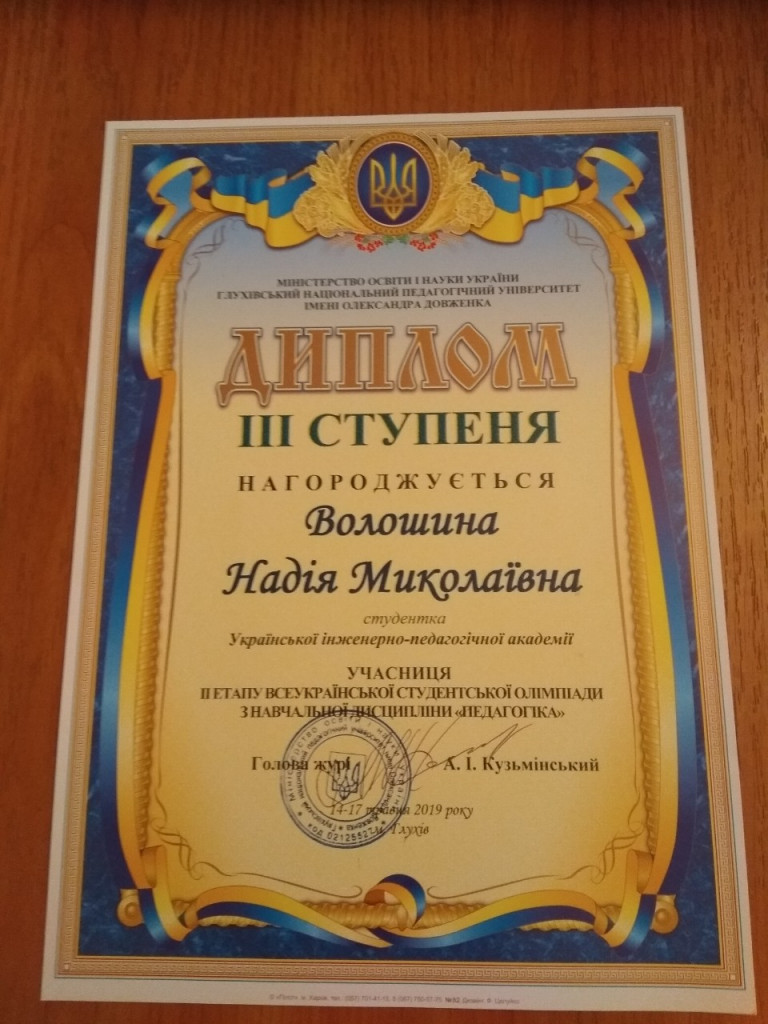 МІНІСТЕРСТВО ОСВІТИ І НАУКИ УКРАЇНИ
ГЛУХІВСЬКИЙ НАЦІОНАЛЬНИЙ ПЕДАГОГІЧНИЙ УНІВЕРСИТЕТ
ІМЕНІ ОЛЕКСАНДРА ДОВЖЕНКА
ДИПЛОМ
ІІІ СТУПЕНЯ
НАГОРОДЖУЄТЬСЯ
Волошина
Надія Миколаївна
студентка
Української інженерно-педагогічної академії
УЧАСНИЦЯ
ІІ ЕТАПУ ВСЕУКРАЇНСЬКОЇ СТУДЕНТСЬКОЇ ОЛІМПІАДИ
З НАВЧАЛЬНОЇ ДИСЦИПЛІНИ «ПЕДАГОГІКА»
Голова журі А. І. Кузьмінський
14-17 травня 2019 року
м. Глухів